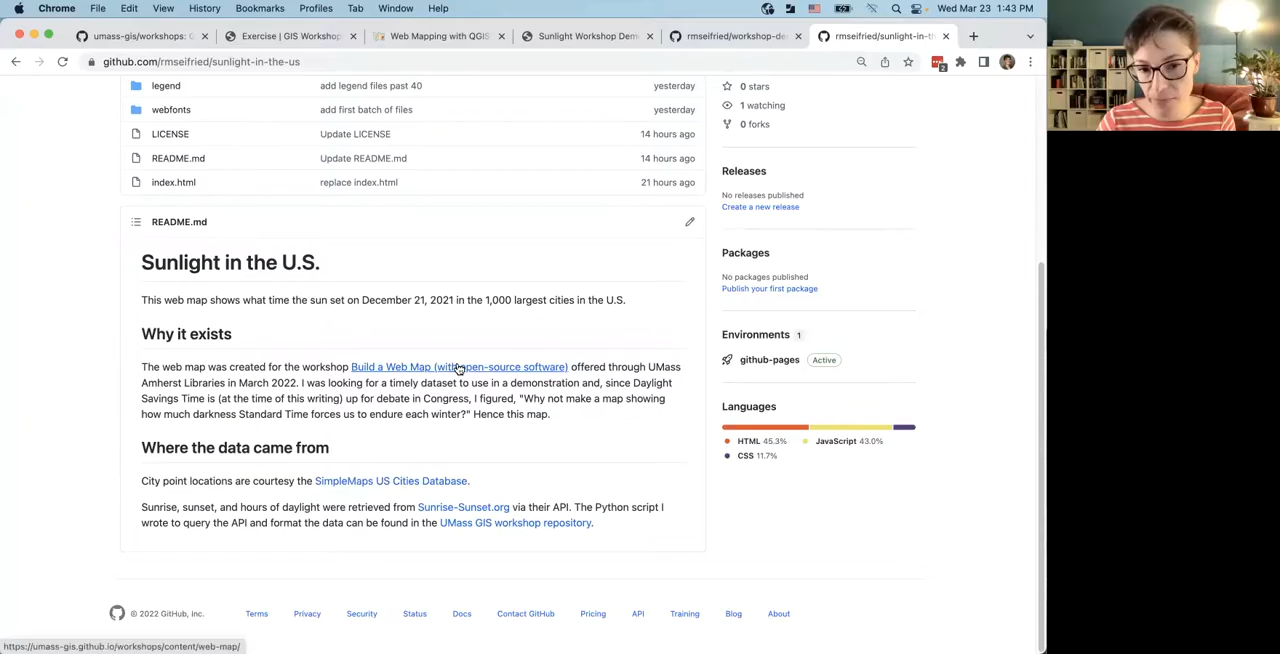 Chrome File Edit View History Bookmarks Profiles Tab Window Help Wed Mar 23 1:43 PM
umass-gis/workshops: G Exercise | GIS Workshop Web Mapping with QGIS Sunlight Workshop Dem rmseifried/workshop-de rmseifried/sunlight-in-th
github.com/rmseifried/sunlight-in-the-us 2
legend add legend files past 40 yesterday
webfonts add first batch of files yesterday
LICENSE Update LICENSE 14 hours ago
README.md Update README.md 14 hours ago
index.html replace index.html 21 hours ago
README.md
Sunlight in the U.S.
This web map shows what time the sun set on December 21, 2021 in the 1,000 largest cities in the U.S.
Why it exists
The web map was created for the workshop Build a Web Map (with open-source software) offered through UMass
Amherst Libraries in March 2022. I was looking for a timely dataset to use in a demonstration and, since Daylight
Savings Time is (at the time of this writing) up for debate in Congress, I figured, "Why not make a map showing
how much darkness Standard Time forces us to endure each winter?" Hence this map.
Where the data came from
City point locations are courtesy the SimpleMaps US Cities Database.
Sunrise, sunset, and hours of daylight were retrieved from Sunrise-Sunset.org via their API. The Python script I
wrote to query the API and format the data can be found in the UMass GIS workshop repository.
0 stars
1 watching
0 forks
Releases
No releases published
Create a new release
Packages
No packages published
Publish your first package
Environments 1
github-pages Active
Languages
HTML 45.3% JavaScript 43.0%
CSS 11.7%
© 2022 GitHub, Inc. Terms Privacy Security Status Docs Contact GitHub Pricing API Training Blog About
https://umass-gis.github.io/workshops/content/web-map/